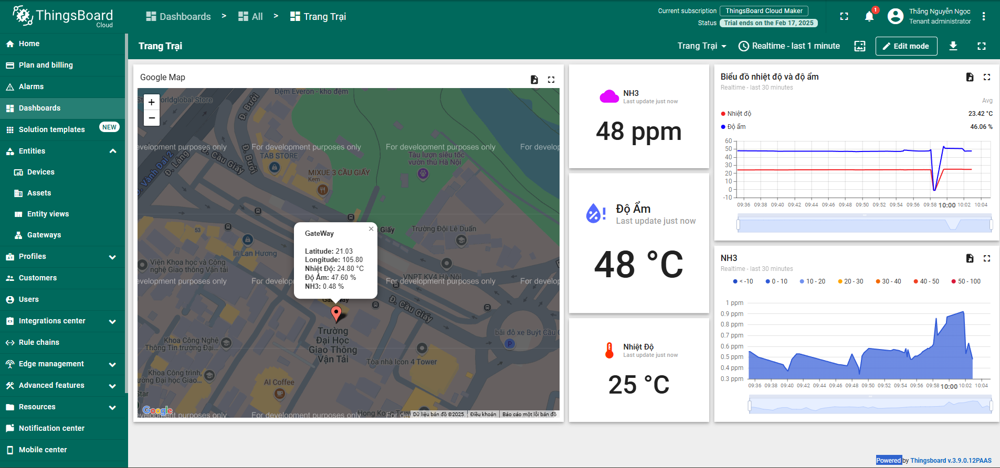 ThingsBoard
Cloud
Dashboards > All > Trang Trại
Current subscription ThingsBoard Cloud Maker
Status Trial ends on the Feb 17, 2025
1
Thắng Nguyễn Ngọc
Tenant administrator
Home
Plan and billing
Alarms
Dashboards
Solution templates NEW
Entities
Devices
Assets
Entity views
Gateways
Profiles
Customers
Users
Integrations center
Rule chains
Edge management
Advanced features
Resources
Notification center
Mobile center
Trang Trại
Trang Trại
Realtime - last 1 minute
Edit mode
Google Map
+
−
worldglobal Store
Đệm Everon - kho đệm
Đ. Bưởi
Đ. Bưởi
evelopment purposes only
For development purposes only
For development purposes only
For develop
Vành Đai 2
Đ. Láng
Đ. Cầu Giấy
TAB STORE
Tàu lượn siêu tốc
vườn thú Hà Nội
MIXUE 3 CẦU GIẤY
Kem
53
In Lan Hương
Giấy
Trường Đội Lê Duẩn
Viện Khoa học và Công
nghệ Giao thông Vận tải
VNPT KV4 Hà Nội
evelopment purposes only
For develop
For development purposes only
For develop
GateWay
Latitude: 21.03
Longitude: 105.80
Nhiệt Độ: 24.80 °C
Độ Ẩm: 47.60 %
NH3: 0.48 %
×
Đ. Cầu Giấy
Trường
Đại Học
Giao Thông
Vận Tải
bãi đỗ xe Buýt Cầu
P
Khoa Công Nghệ
Thông Tin trường Đại...
Tòa nhà Icon 4 Tower
Khoa Công trình,
ường Đại học Giao...
Star
AI Coffee
Hong Kong Tow
Google
evelopment purposes only
For development purposes only
For de
Dữ liệu bản đồ ©2025
Điều khoản
Báo cáo một lỗi bản đồ
NH3
Last update just now
48 ppm
Độ Ẩm
Last update just now
48 °C
Nhiệt Độ
Last update just now
25 °C
Biểu đồ nhiệt độ và độ ẩm
Realtime - last 30 minutes
Avg
Nhiệt độ 23.42 °C
Độ ẩm 46.06 %
60
50
40
30
20
10
0
-10
09:36 09:38 09:40 09:42 09:44 09:46 09:48 09:50 09:52 09:54 09:56 09:58 10:00 10:02 10:04
NH3
Realtime - last 30 minutes
< -10 0 - 10 10 - 20 20 - 30 30 - 40 40 - 50 50 - 100
1 ppm
0.9 ppm
0.8 ppm
0.7 ppm
0.6 ppm
0.5 ppm
0.4 ppm
0.3 ppm
09:36 09:38 09:40 09:42 09:44 09:46 09:48 09:50 09:52 09:54 09:56 09:58 10:00 10:02 10:04
Powered by Thingsboard v.3.9.0.12PAAS